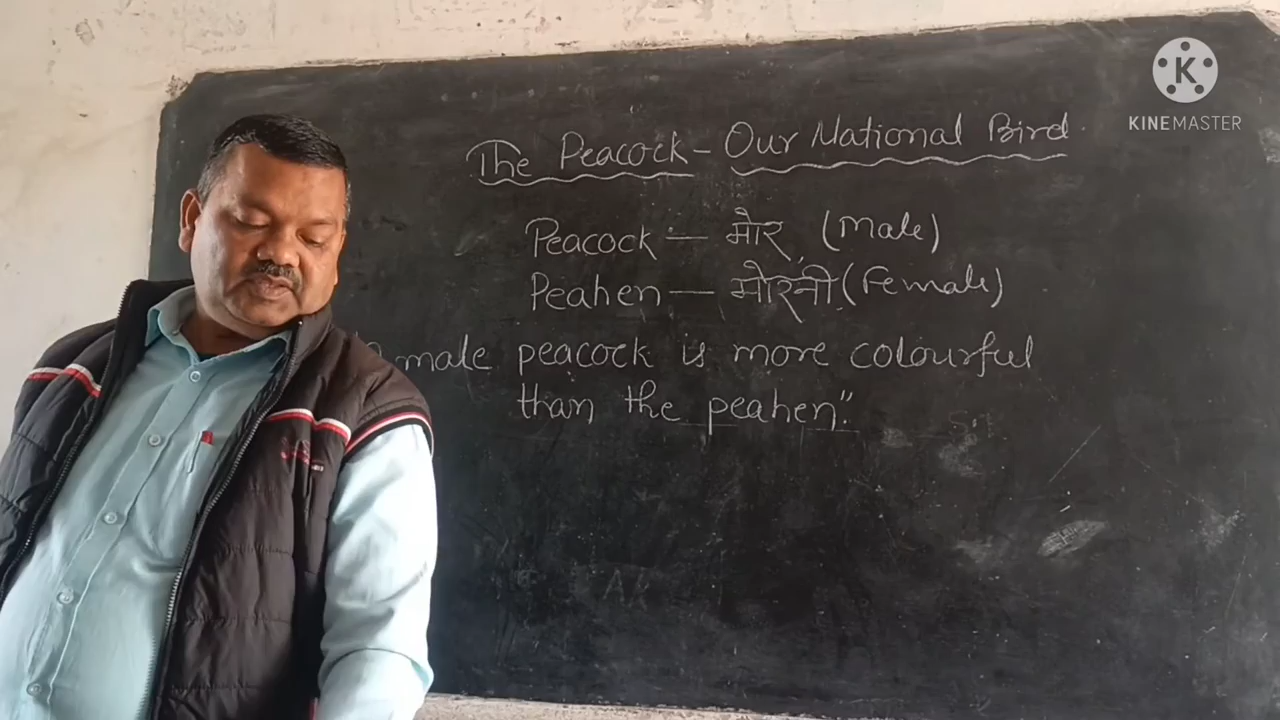 KINEMASTER
The Peacock - Our National Bird
Peacock — मोर (Male)
Peahen — मोरनी (Female)
male peacock is more colourful
than the peahen".